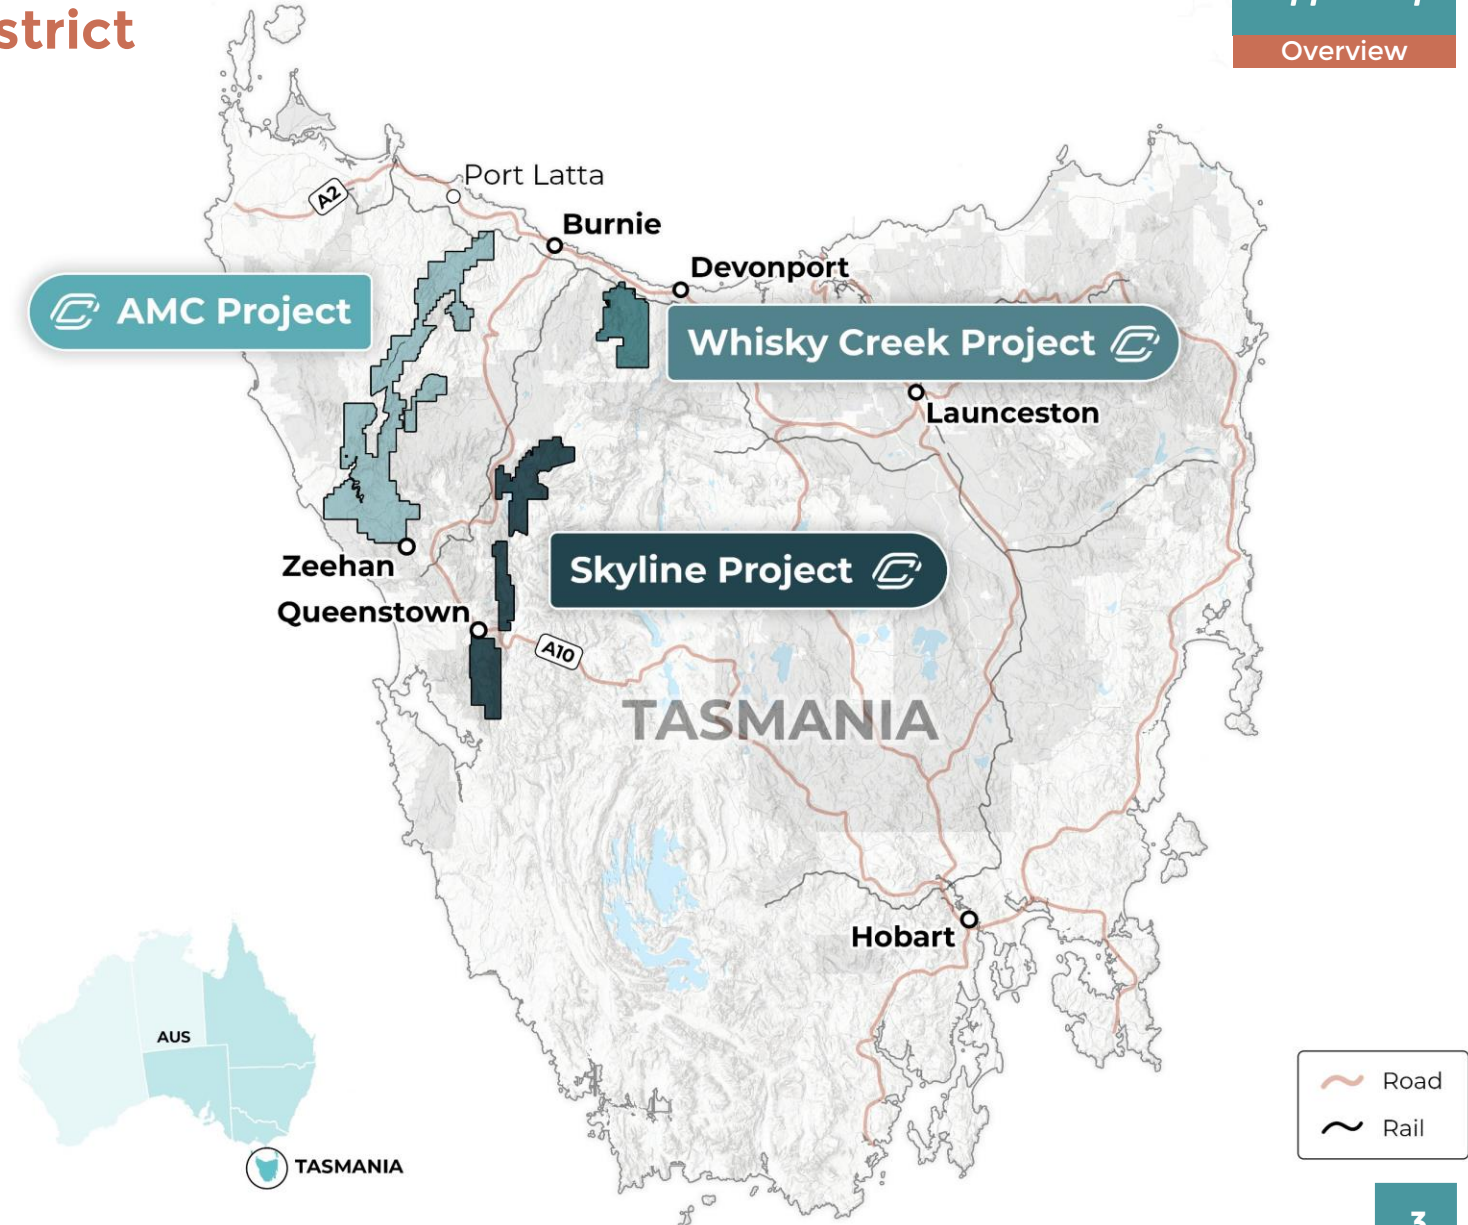 Overview
Port Latta
A2
Burnie
Devonport
AMC Project
Whisky Creek Project
Launceston
Skyline Project
Zeehan
Queenstown
A10
TASMANIA
Hobart
AUS
TASMANIA
Road
Rail
3